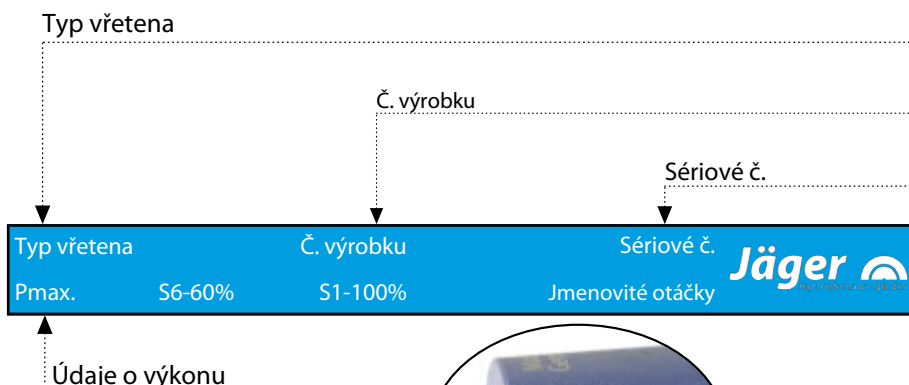 Typ vřetena
Č. výrobku
Sériové č.
Typ vřetena Č. výrobku Sériové č.
Jäger
Pmax. S6-60% S1-100% Jmenovité otáčky
Údaje o výkonu